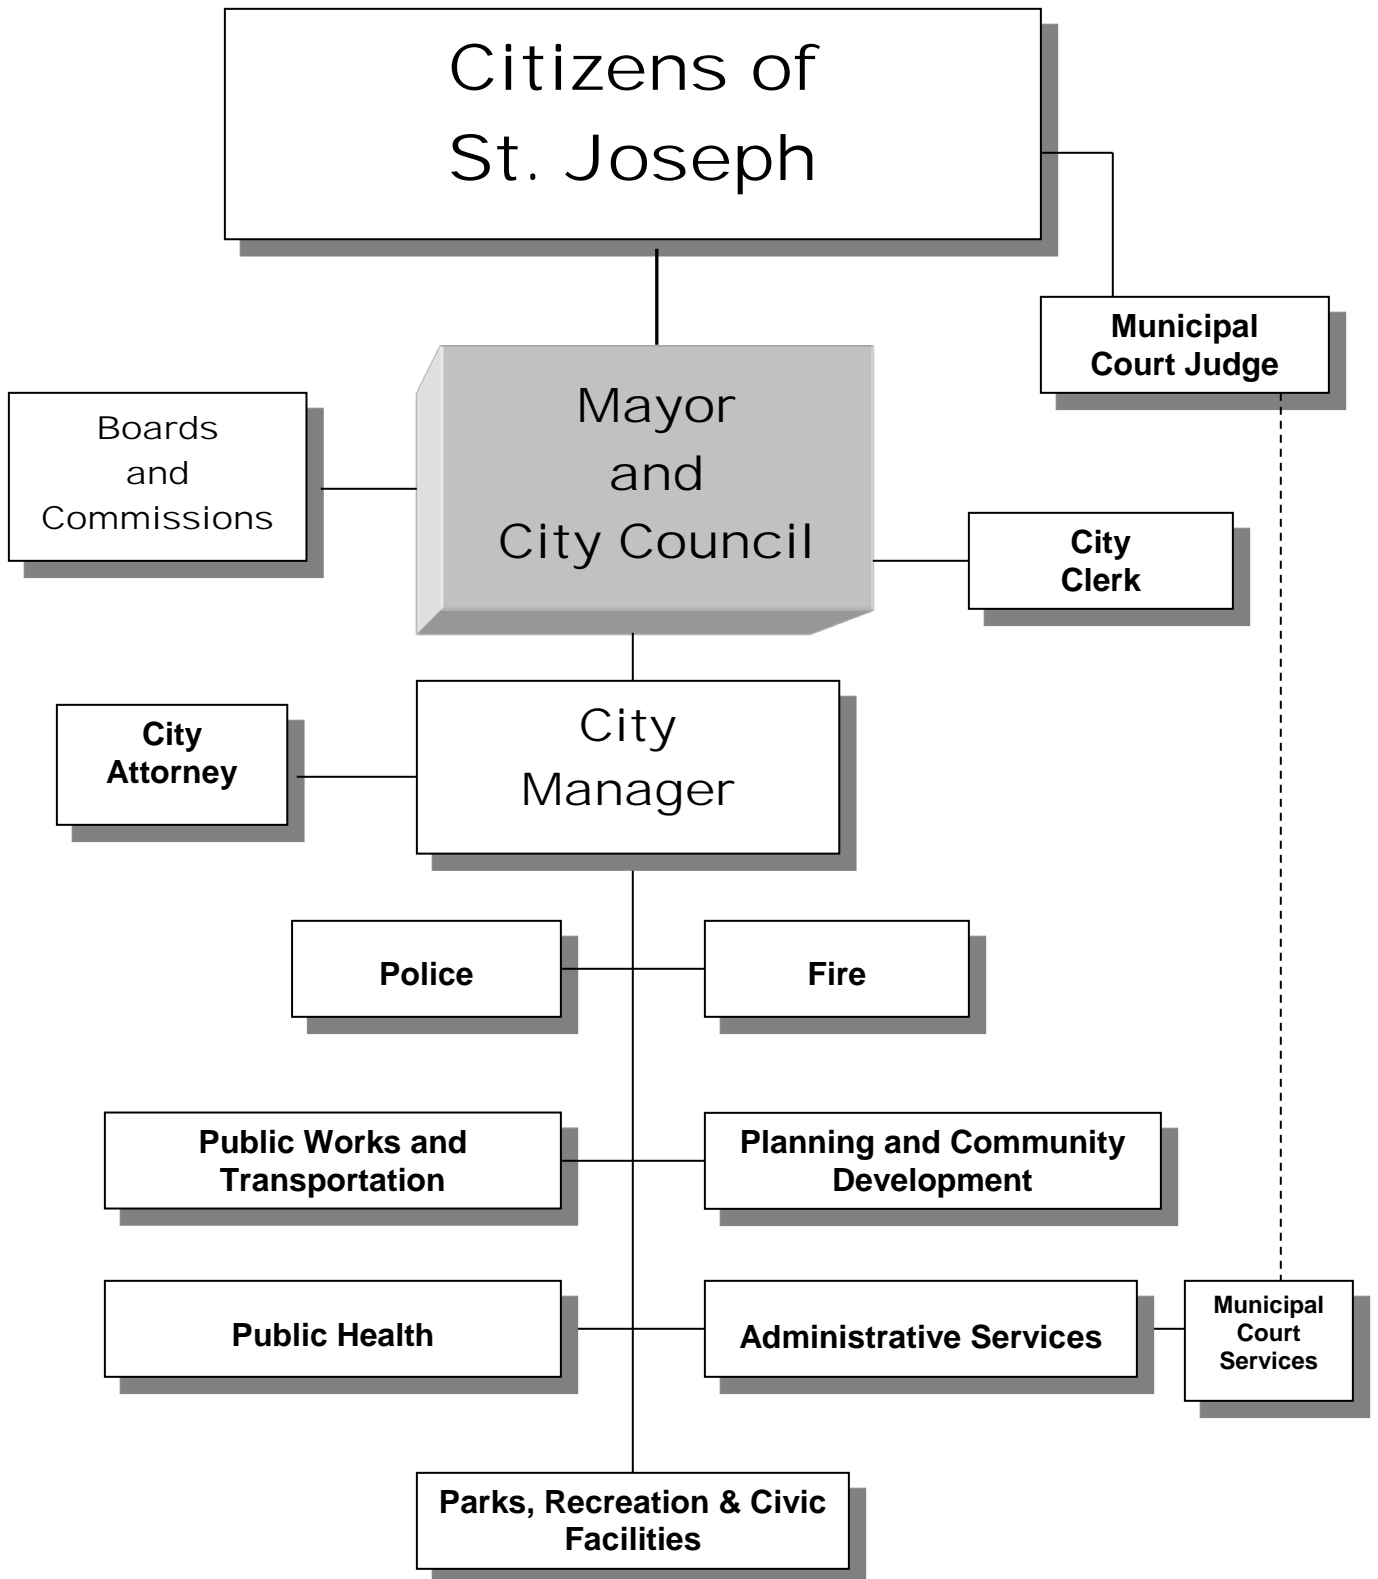 Citizens of
St. Joseph
Municipal
Court Judge
Mayor
and
City Council
Boards
and
Commissions
City
Clerk
City
Attorney
City
Manager
Police
Fire
Public Works and
Transportation
Planning and Community
Development
Public Health
Administrative Services
Municipal
Court
Services
Parks, Recreation & Civic
Facilities